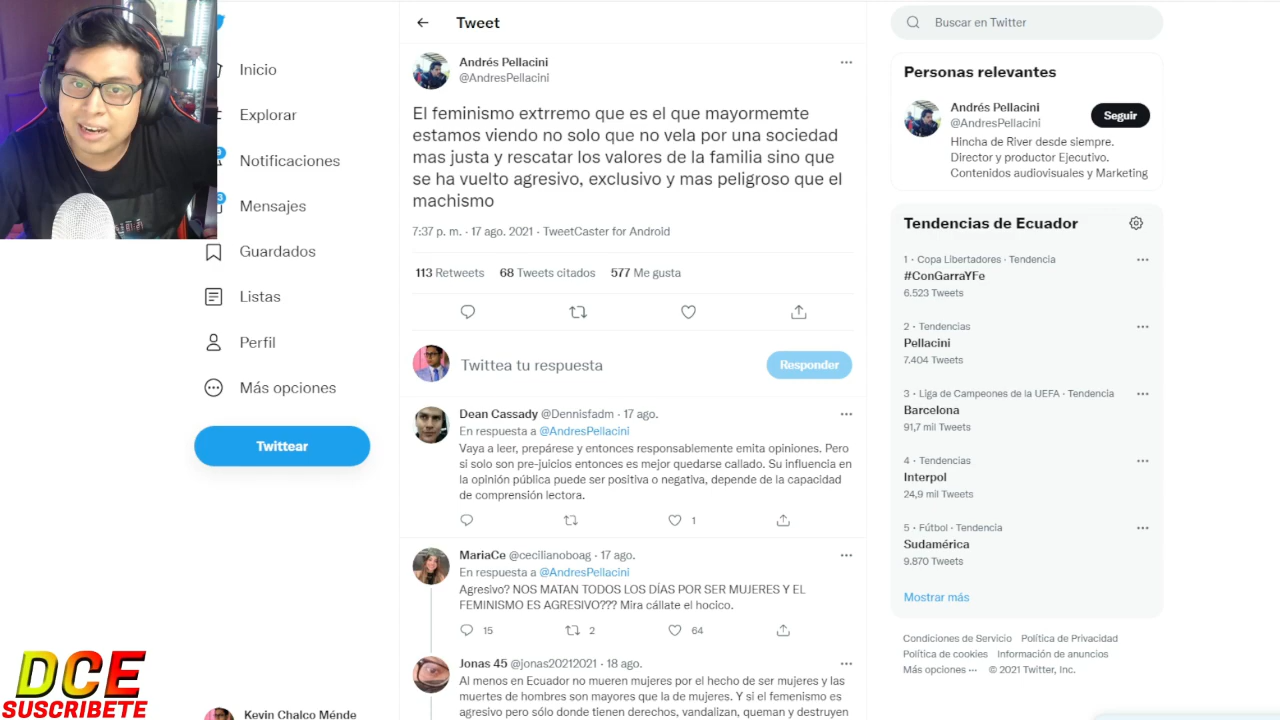 Inicio
Explorar
Notificaciones
Mensajes
Guardados
Listas
Perfil
Más opciones
Twittear
DCE
SUSCRIBETE
Kevin Chalco Ménde
Tweet
Andrés Pellacini
@AndresPellacini
El feminismo extrremo que es el que mayormemte
estamos viendo no solo que no vela por una socidad
mas justa y rescatar los valores de la familia sino que
se ha vuelto agresivo, exclusivo y mas peligroso que el
machismo
7:37 p. m. · 17 ago. 2021 · TweetCaster for Android
113 Retweets 68 Tweets citados 577 Me gusta
Twittea tu respuesta
Responder
Dean Cassady @Dennisfadm · 17 ago.
En respuesta a @AndresPellacini
Vaya a leer, prepárese y entonces responsablemente emita opiniones. Pero
si solo son pre-juicios entonces es mejor quedarse callado. Su influencia en
la opinión pública puede ser positiva o negativa, depende de la capacidad
de comprensión lectora.
1
MariaCe @cecilianoboag · 17 ago.
En respuesta a @AndresPellacini
Agresivo? NOS MATAN TODOS LOS DÍAS POR SER MUJERES Y EL
FEMINISMO ES AGRESIVO??? Mira cállate el hocico.
15 2 64
Jonas 45 @jonas20212021 · 18 ago.
Al menos en Ecuador no mueren mujeres por el hecho de ser mujeres y las
muertes de hombres son mayores que la de mujeres. Y si el femenismo es
agresivo pero sólo donde tienen derechos, vandalizan, queman y destruyen
Buscar en Twitter
Personas relevantes
Andrés Pellacini
@AndresPellacini
Seguir
Hincha de River desde siempre.
Director y productor Ejecutivo.
Contenidos audiovisuales y Marketing
Tendencias de Ecuador
1 · Copa Libertadores · Tendencia
#ConGarraYFe
6.523 Tweets
2 · Tendencias
Pellacini
7.404 Tweets
3 · Liga de Campeones de la UEFA · Tendencia
Barcelona
91,7 mil Tweets
4 · Tendencias
Interpol
24,9 mil Tweets
5 · Fútbol · Tendencia
Sudamérica
9.870 Tweets
Mostrar más
Condiciones de Servicio Política de Privacidad
Política de cookies Información de anuncios
Más opciones ··· © 2021 Twitter, Inc.